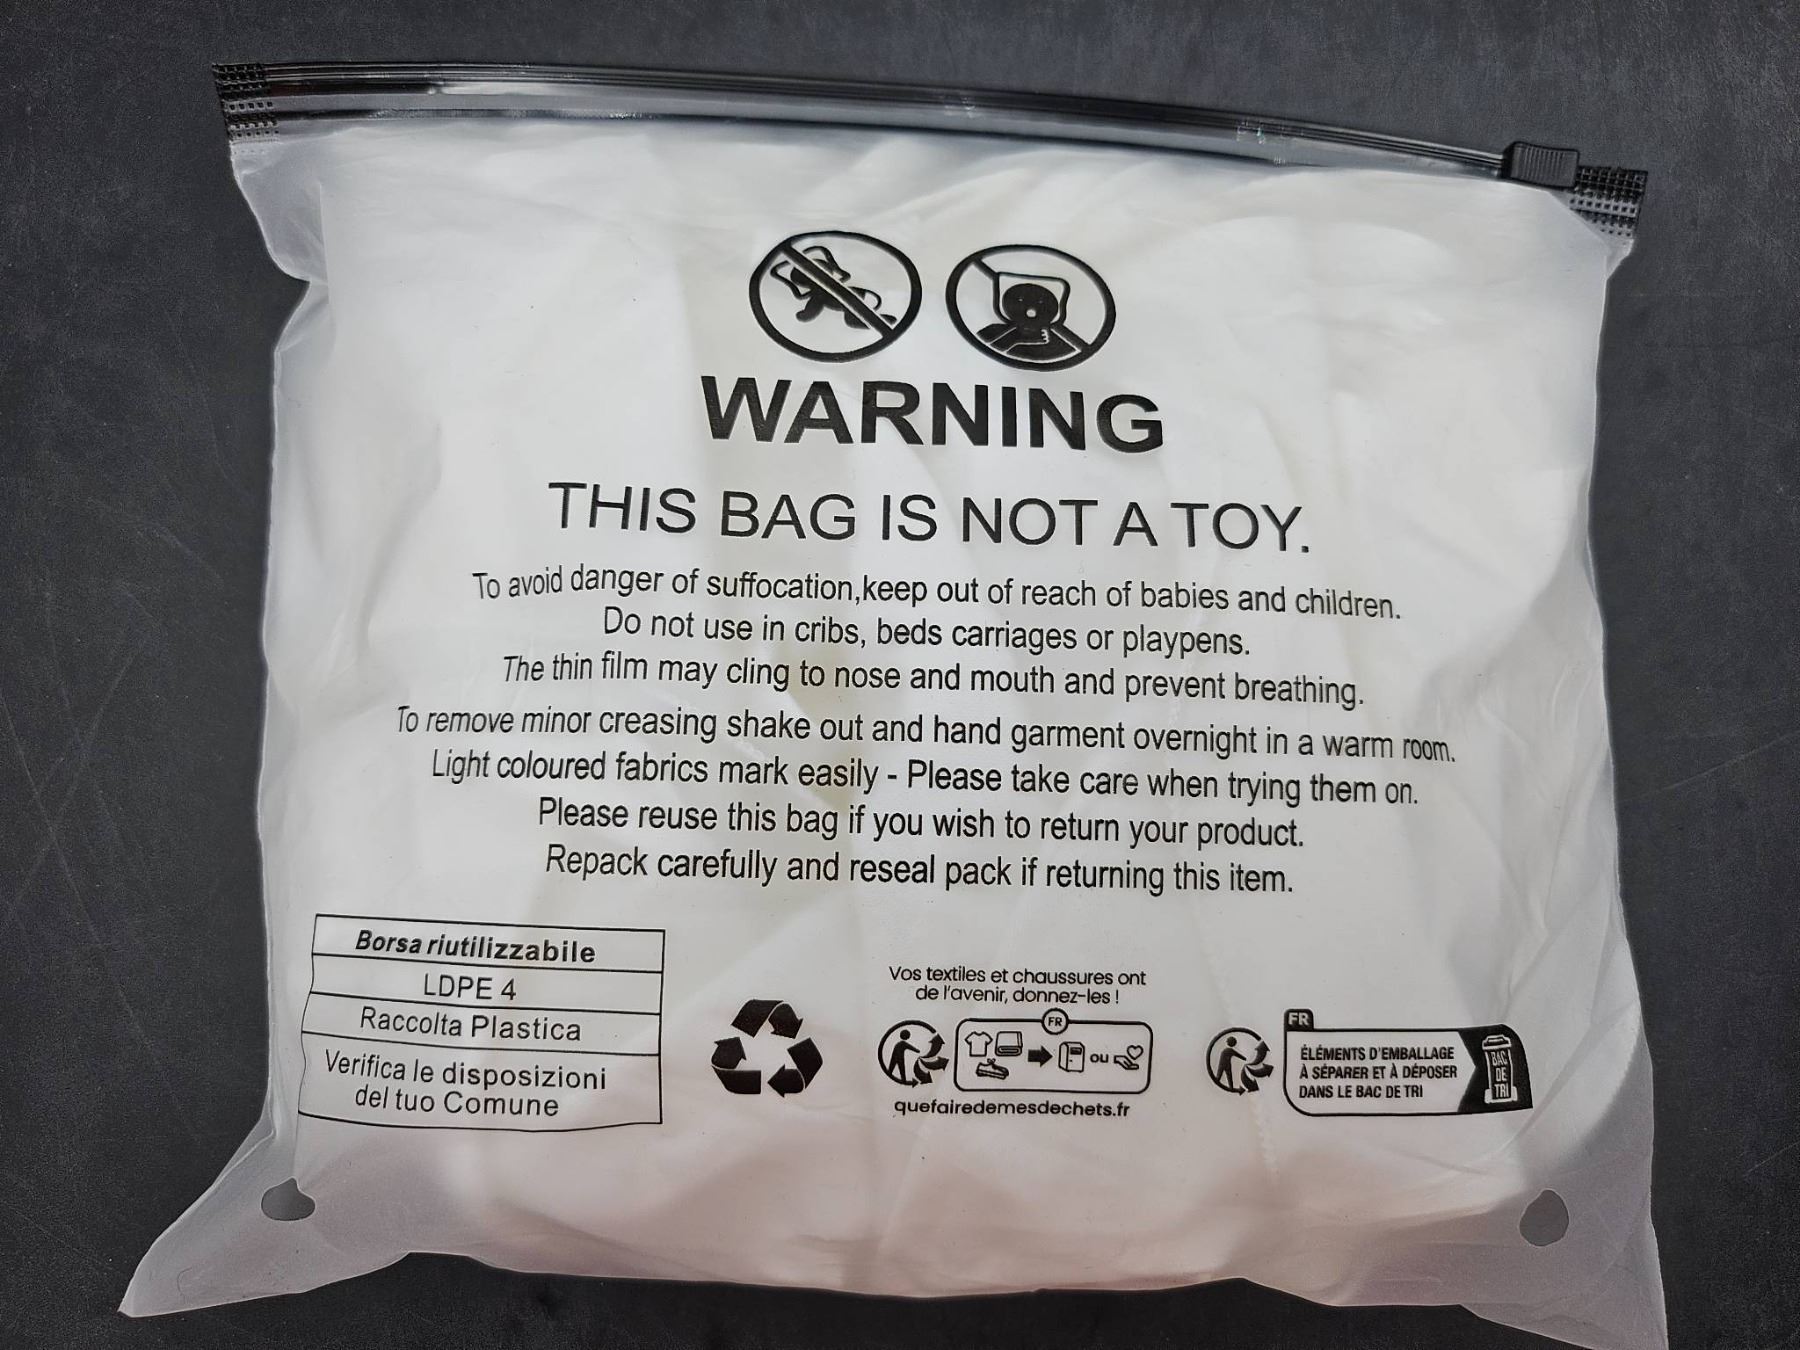 WARNING
THIS BAG IS NOT A TOY.
To avoid danger of suffocation,keep out of reach of babies and children.
Do not use in cribs, beds carriages or playpens.
The thin film may cling to nose and mouth and prevent breathing.
To remove minor creasing shake out and hand garment overnight in a warm room.
Light coloured fabrics mark easily - Please take care when trying them on.
Please reuse this bag if you wish to return your product.
Repack carefully and reseal pack if returning this item.
Borsa riutilizzabile
LDPE 4
Raccolta Plastica
Verifica le disposizioni
del tuo Comune
Vos textiles et chaussures ont
de l'avenir, donnez-les !
FR
ou
quefairedemesdechets.fr
FR
ÉLÉMENTS D'EMBALLAGE
À SÉPARER ET À DÉPOSER
DANS LE BAC DE TRI
BAC
DE
TRI